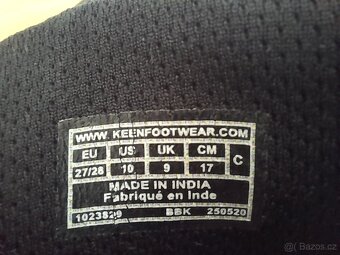 WWW. KEENFOOTWEAR.COM
EU US UK CM C
27/28 10 9 17
MADE IN INDIA
Fabriqué en Inde
1023829 BBK 250520
Bazos.cz